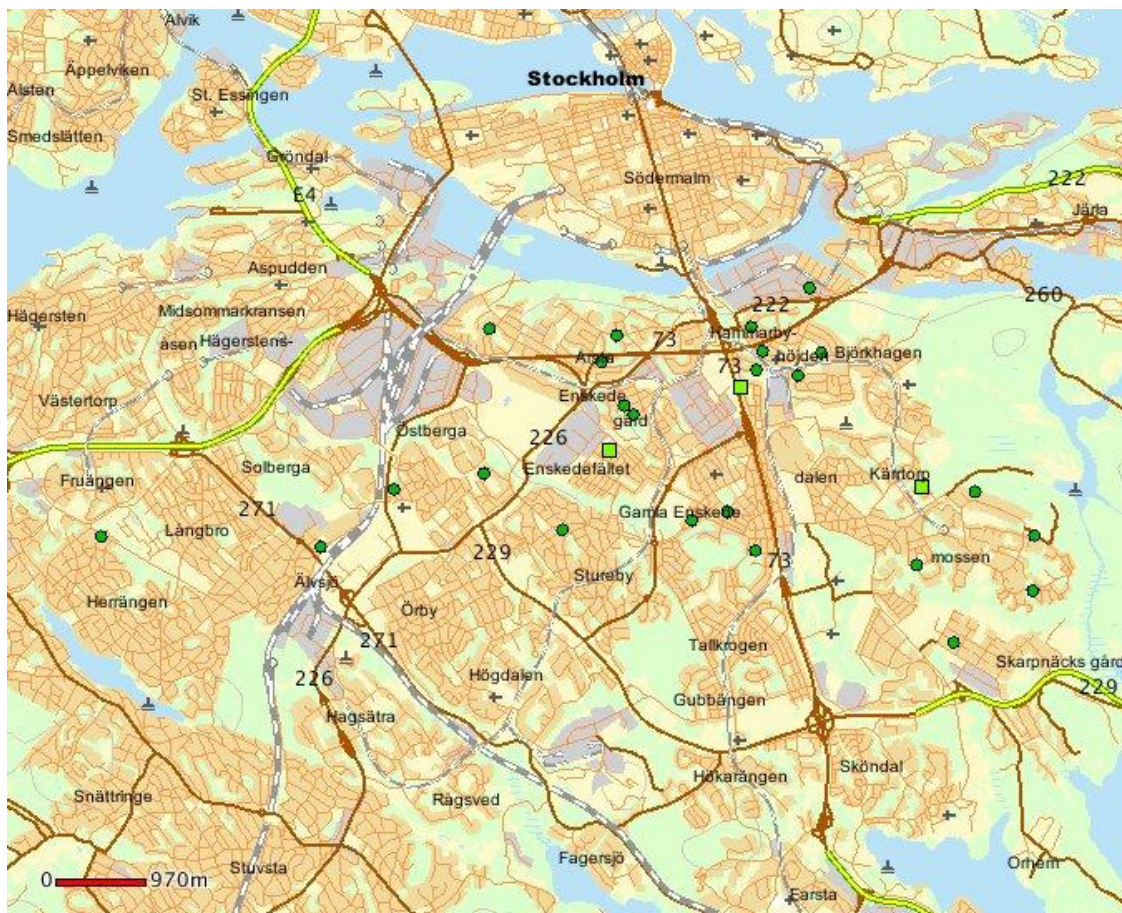 Alvik
Äppelviken
Stockholm
Ålsten
St. Essingen
Smedslätten
Gröndal
Södermalm
222
E4
Järla
Aspudden
Midsommarkransen
222
260
Hägersten
åsen
Hägerstens-
73
Hammarby-
höjden
Björkhagen
Årsta
73
Västertorp
Enskede
gård
Östberga
226
Solberga
Enskedefältet
dalen
Kärrtorp
Fruängen
271
Långbro
Gamla Enskede
229
73
mossen
Stureby
Älvsjö
Herrängen
Örby
271
Tallkrogen
Skarpnäcks gård
Högdalen
226
229
Gubbängen
Hagsätra
Hökarängen
Sköndal
Snättringe
Rågsved
Fagersjö
Orhem
Stuvsta
0
970m
Farsta